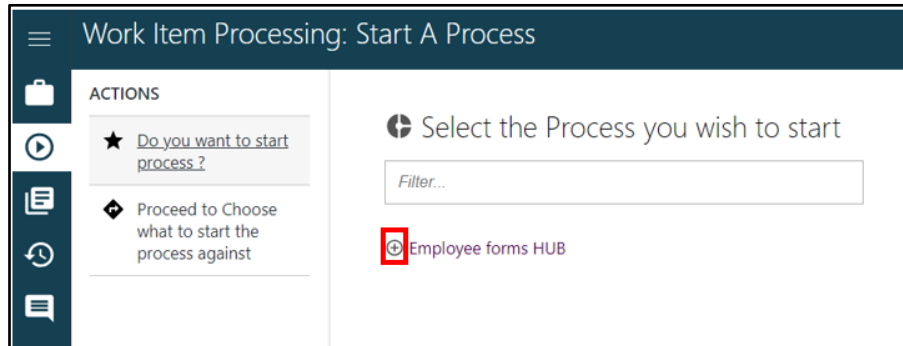 Work Item Processing: Start A Process
ACTIONS
Do you want to start
process ?
Proceed to Choose
what to start the
process against
Select the Process you wish to start
Filter...
Employee forms HUB